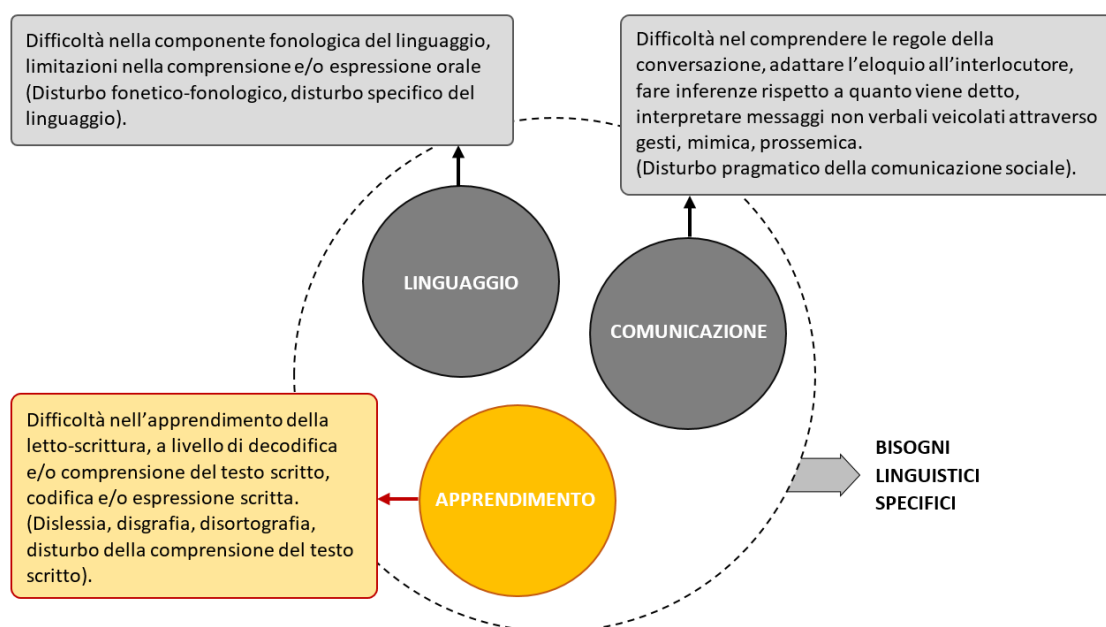 Difficoltà nella componente fonologica del linguaggio,
limitazioni nella comprensione e/o espressione orale
(Disturbo fonetico-fonologico, disturbo specifico del
linguaggio).
Difficoltà nel comprendere le regole della
conversazione, adattare l’eloquio all’interlocutore,
fare inferenze rispetto a quanto viene detto,
interpretare messaggi non verbali veicolati attraverso
gesti, mimica, prossemica.
(Disturbo pragmatico della comunicazione sociale).
LINGUAGGIO
COMUNICAZIONE
Difficoltà nell’apprendimento della
letto-scrittura, a livello di decodifica
e/o comprensione del testo scritto,
codifica e/o espressione scritta.
(Dislessia, disgrafia, disortografia,
disturbo della comprensione del testo
scritto).
APPRENDIMENTO
BISOGNI
LINGUISTICI
SPECIFICI